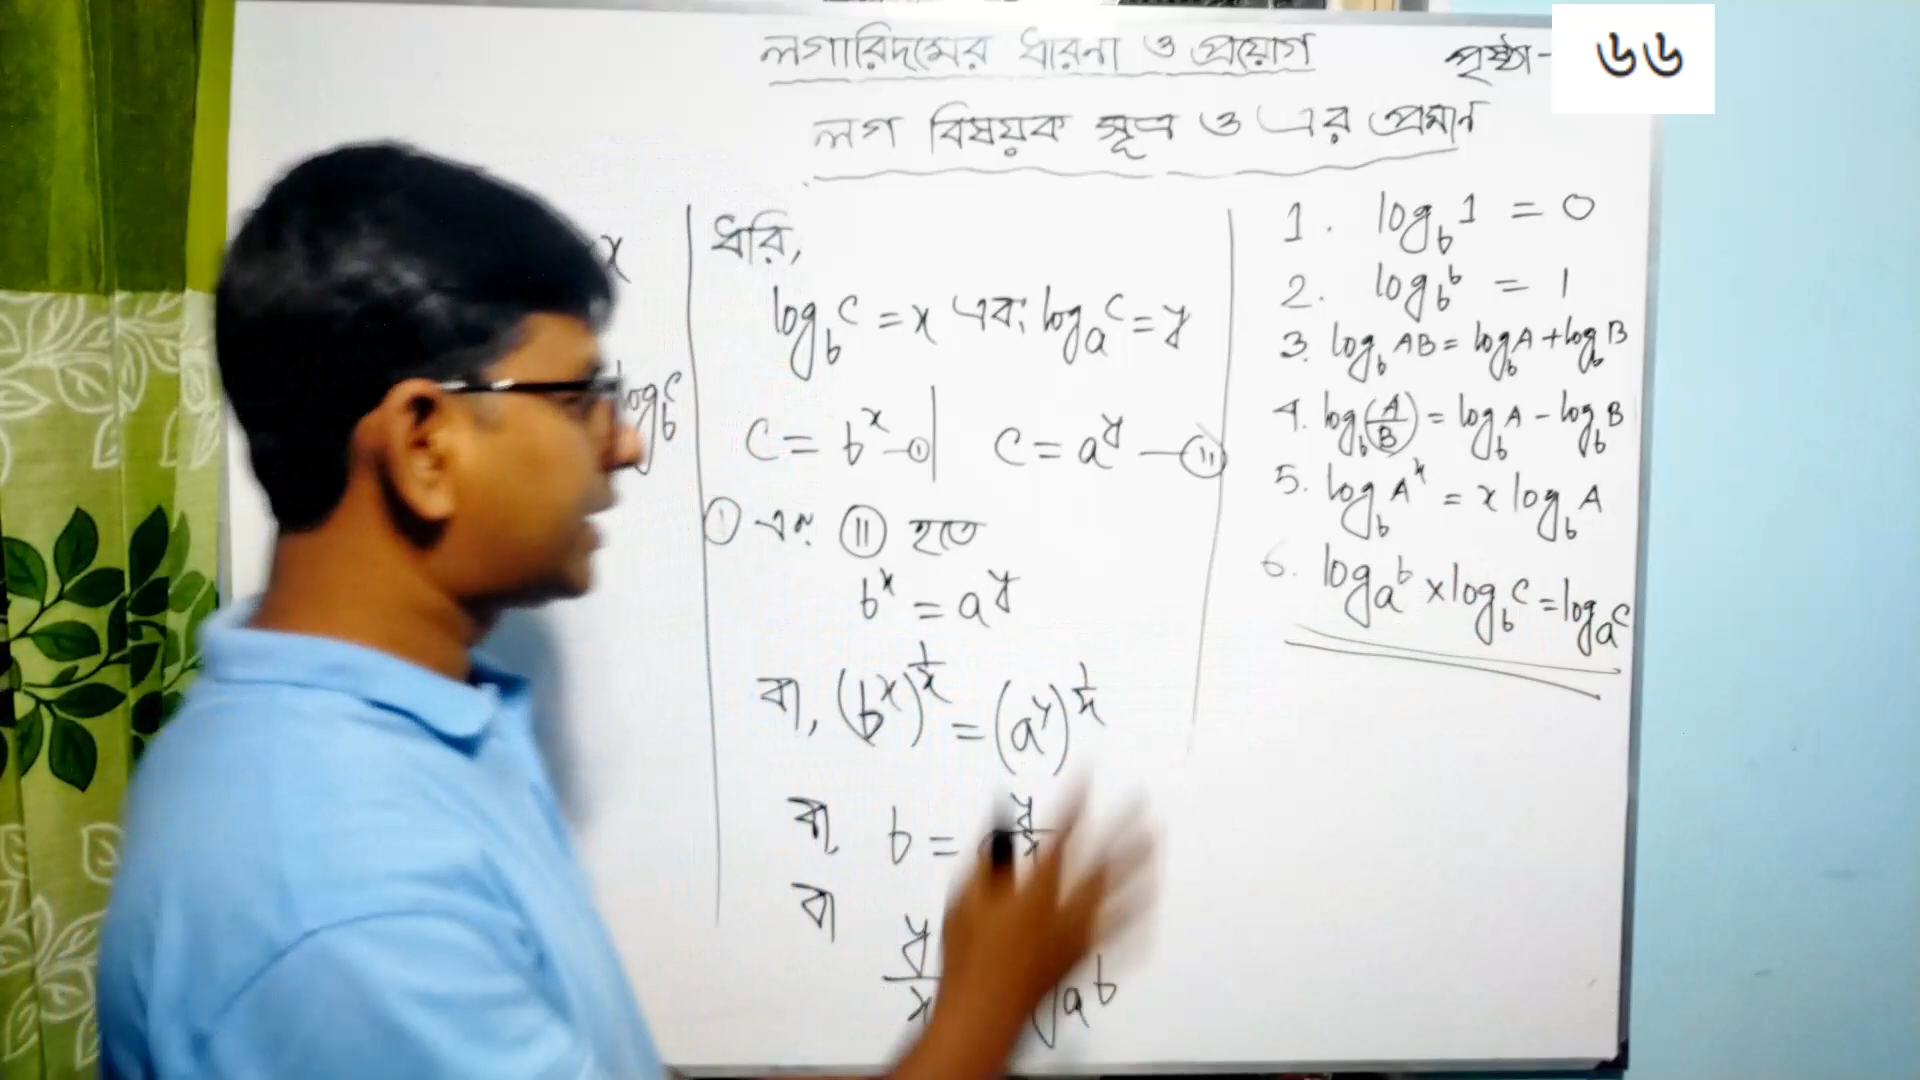 লগারিদমের ধারনা ও প্রয়োগ
পৃষ্ঠা- ৬৬
লগ বিষয়ক সূত্র ও এর প্রমান
x
log_b c
ধরি,
log_b c = x এবং log_a c = y
c = b^x —(i) | c = a^y —(ii)
(i) এবং (ii) হতে
b^x = a^y
বা, (b^x)^(1/x) = (a^y)^(1/x)
বা, b = y/x
বা
y/x ab
1. log_b 1 = 0
2. log_b b = 1
3. log_b AB = log_b A + log_b B
4. log_b (A/B) = log_b A - log_b B
5. log_b A^x = x log_b A
6. log_a b × log_b c = log_a c